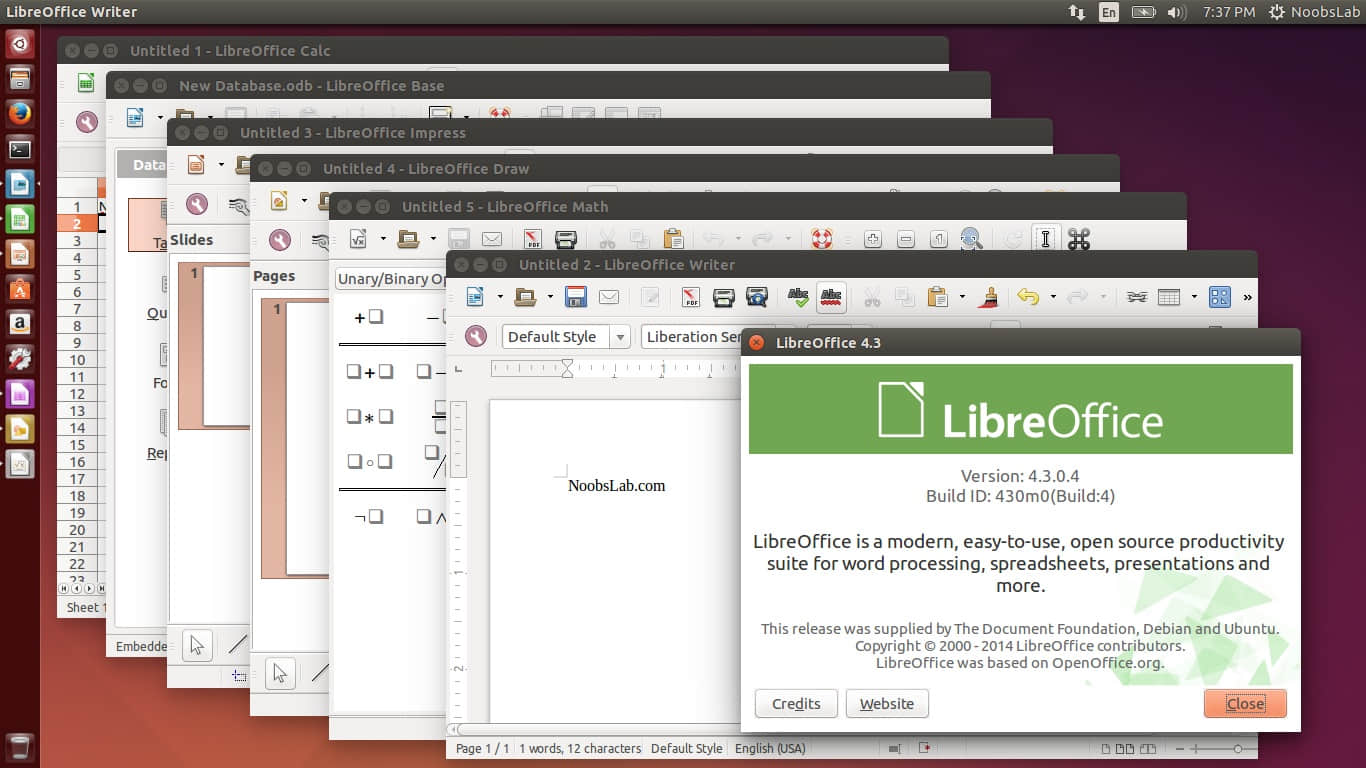 LibreOffice Writer
En
7:37 PM
NoobsLab
Untitled 1 - LibreOffice Calc
New Database.odb - LibreOffice Base
Untitled 3 - LibreOffice Impress
Untitled 4 - LibreOffice Draw
Untitled 5 - LibreOffice Math
Untitled 2 - LibreOffice Writer
Data
1
2
3
4
5
6
7
8
9
10
11
12
13
14
15
16
17
18
19
20
21
22
23
Sheet 1
Ta
Qu
Fo
Rep
Embedde
Slides
1
Pages
1
Unary/Binary Op
Default Style
Liberation Ser
1
1
2
NoobsLab.com
Page 1 / 1
1 words, 12 characters
Default Style
English (USA)
LibreOffice 4.3
LibreOffice
Version: 4.3.0.4
Build ID: 430m0(Build:4)
LibreOffice is a modern, easy-to-use, open source productivity
suite for word processing, spreadsheets, presentations and
more.
This release was supplied by The Document Foundation, Debian and Ubuntu.
Copyright © 2000 - 2014 LibreOffice contributors.
LibreOffice was based on OpenOffice.org.
Credits
Website
Close